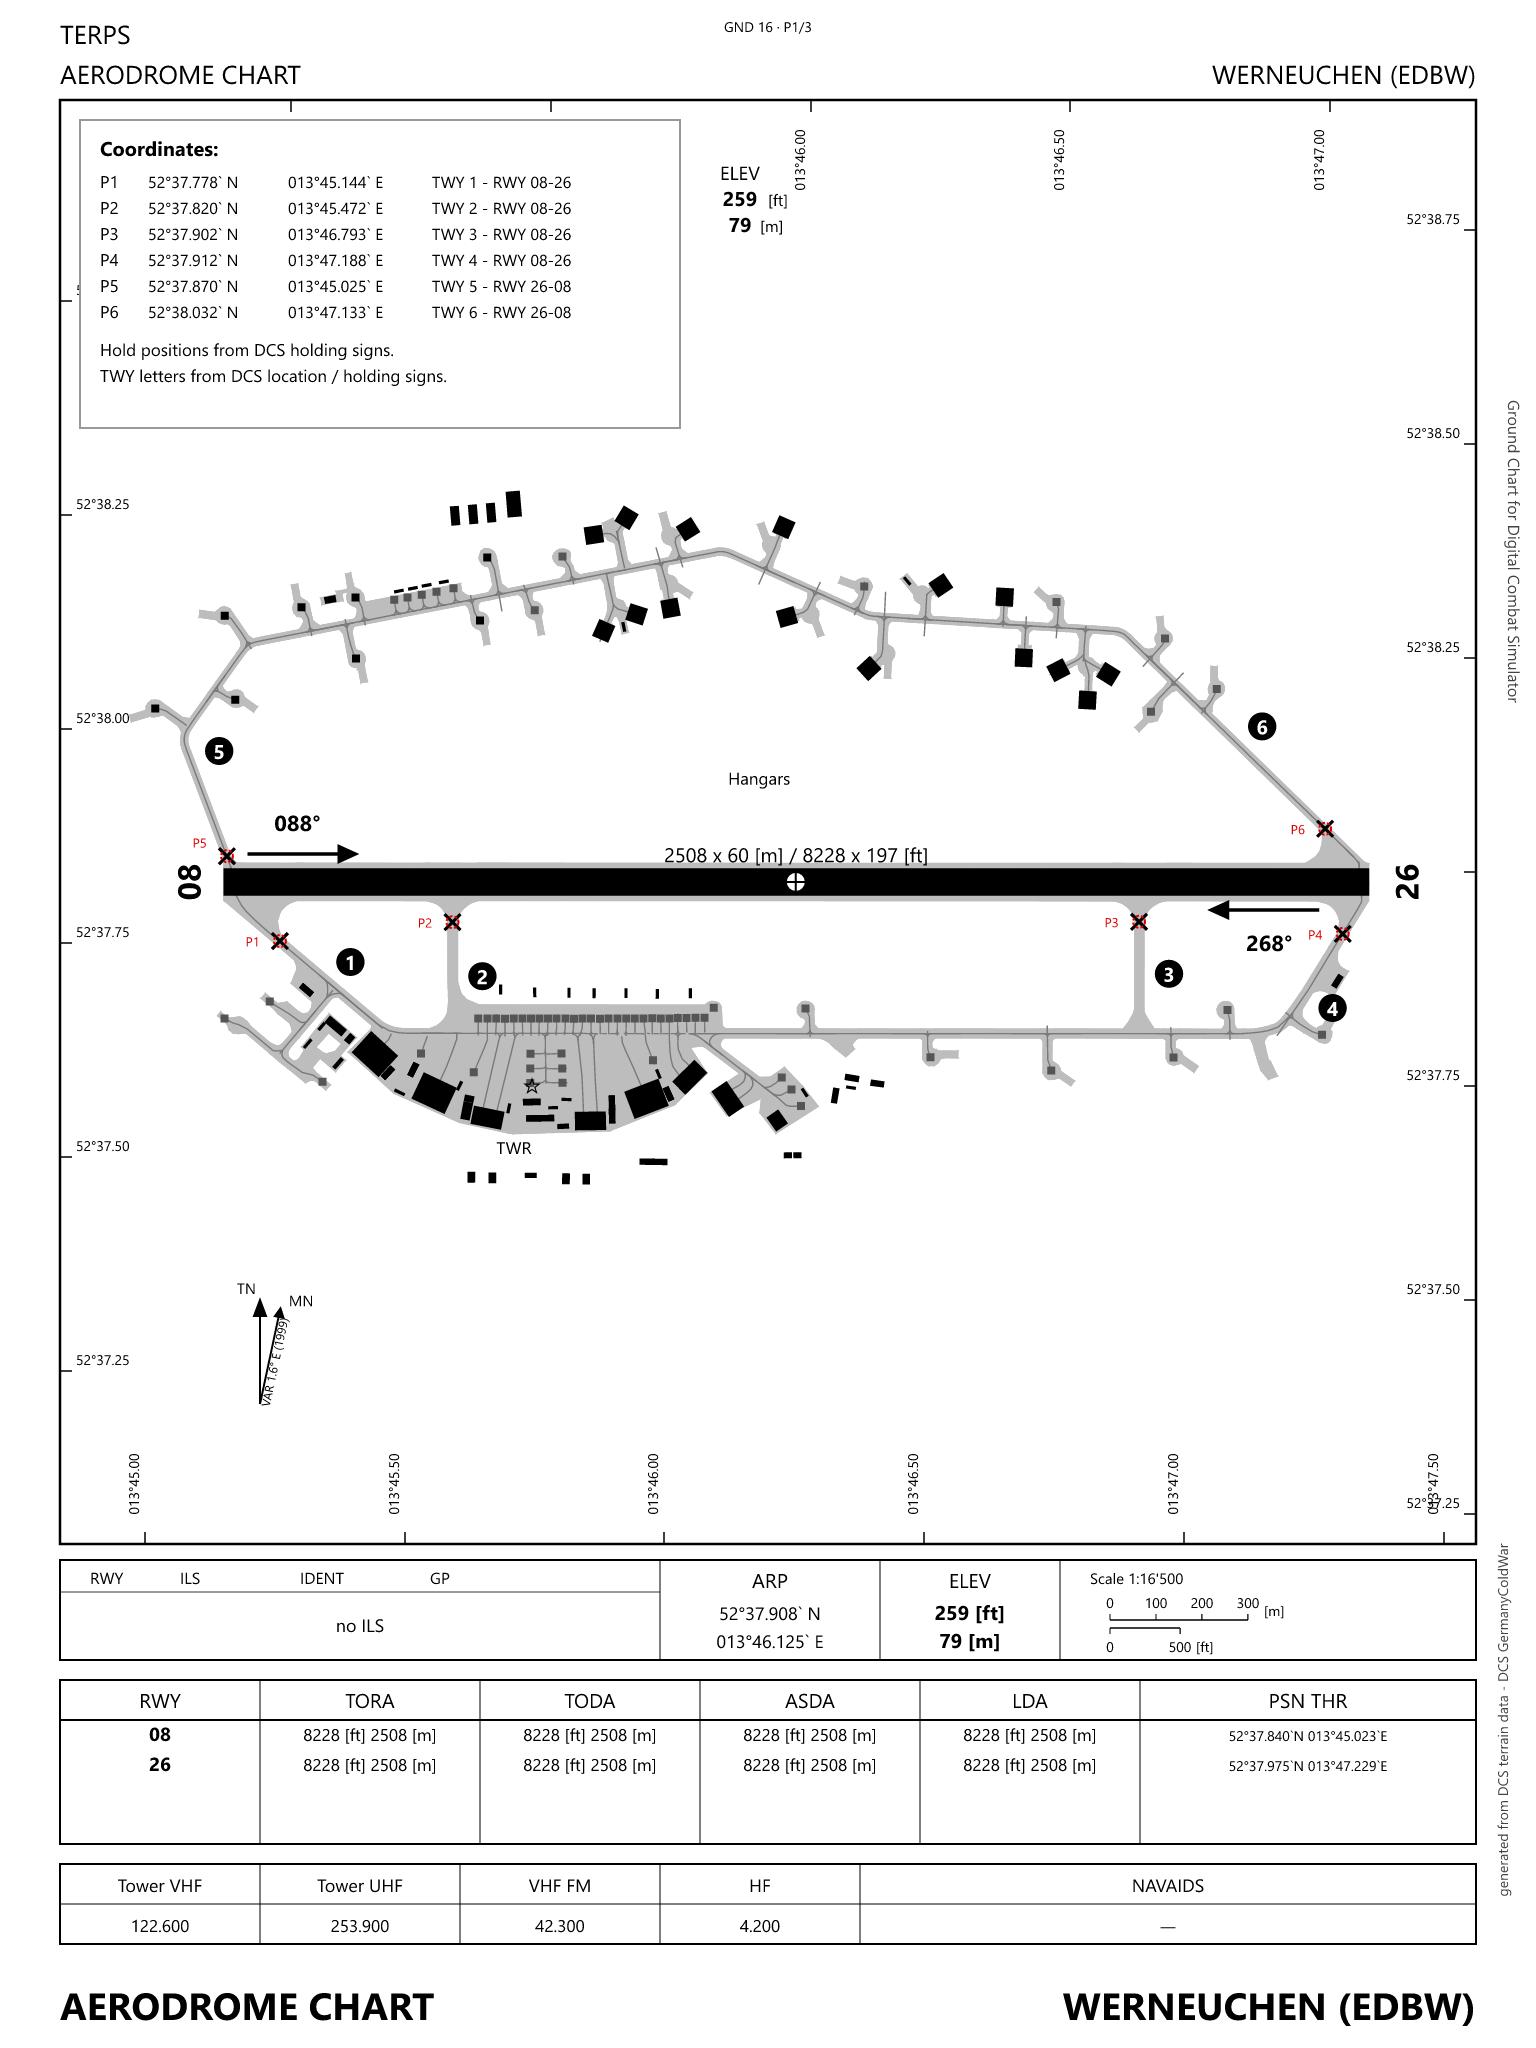 GND 16 · P1/3
TERPS
AERODROME CHART
WERNEUCHEN (EDBW)
Coordinates:
P1 52°37.778` N 013°45.144` E TWY 1 - RWY 08-26
P2 52°37.820` N 013°45.472` E TWY 2 - RWY 08-26
P3 52°37.902` N 013°46.793` E TWY 3 - RWY 08-26
P4 52°37.912` N 013°47.188` E TWY 4 - RWY 08-26
P5 52°37.870` N 013°45.025` E TWY 5 - RWY 26-08
P6 52°38.032` N 013°47.133` E TWY 6 - RWY 26-08
Hold positions from DCS holding signs.
TWY letters from DCS location / holding signs.
ELEV
259 [ft]
79 [m]
013°46.00
013°46.50
013°47.00
52°38.75
52°38.50
52°38.25
52°38.25
52°38.00
5
6
Hangars
088°
P5
P6
2508 x 60 [m] / 8228 x 197 [ft]
08
26
P2
P3
P1
P4
268°
52°37.75
1
2
3
4
52°37.75
TWR
52°37.50
52°37.50
TN
MN
VAR 1.6° E (1999)
52°37.25
52°37.25
013°45.00
013°45.50
013°46.00
013°46.50
013°47.00
013°47.50
Ground Chart for Digital Combat Simulator
generated from DCS terrain data - DCS GermanyColdWar
RWY ILS IDENT GP
no ILS
ARP
52°37.908` N
013°46.125` E
ELEV
259 [ft]
79 [m]
Scale 1:16'500
0 100 200 300 [m]
0 500 [ft]
RWY TORA TODA ASDA LDA PSN THR
08 8228 [ft] 2508 [m] 8228 [ft] 2508 [m] 8228 [ft] 2508 [m] 8228 [ft] 2508 [m] 52°37.840`N 013°45.023`E
26 8228 [ft] 2508 [m] 8228 [ft] 2508 [m] 8228 [ft] 2508 [m] 8228 [ft] 2508 [m] 52°37.975`N 013°47.229`E
Tower VHF Tower UHF VHF FM HF NAVAIDS
122.600 253.900 42.300 4.200 —
AERODROME CHART
WERNEUCHEN (EDBW)